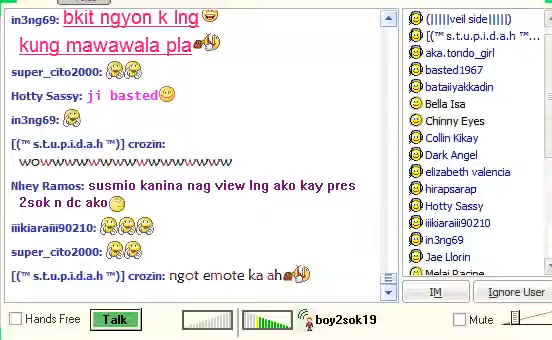 in3ng69: bkit ngyon k lng
kung mawawala pla
super_cito2000:
Hotty Sassy: ji basted
in3ng69:
[(™ s.t.u.p.i.d.a.h ™)] crozin:
wowwwwwwwwwwwwwww
Nhey Ramos: susmio kanina nag view lng ako kay pres
2sok n dc ako
iiikiaraiii90210:
super_cito2000:
[(™ s.t.u.p.i.d.a.h ™)] crozin: ngot emote ka ah
(|||||veil side|||||)
[(™ s.t.u.p.i.d.a.h ™...
aka.tondo_girl
basted1967
bataiiyakkadin
Bella Isa
Chinny Eyes
Collin Kikay
Dark Angel
elizabeth valencia
hirapsarap
Hotty Sassy
iiikiaraiii90210
in3ng69
Jae Llorin
Melai Racine
IM
Ignore User
Hands Free
Talk
boy2sok19
Mute